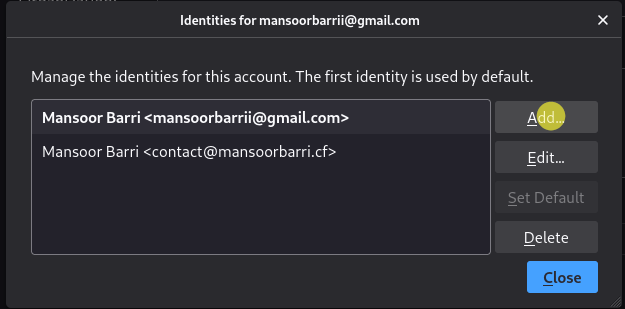 Identities for mansoorbarrii@gmail.com
Manage the identities for this account. The first identity is used by default.
Mansoor Barri <mansoorbarrii@gmail.com>
Mansoor Barri <contact@mansoorbarri.cf>
Add...
Edit...
Set Default
Delete
Close